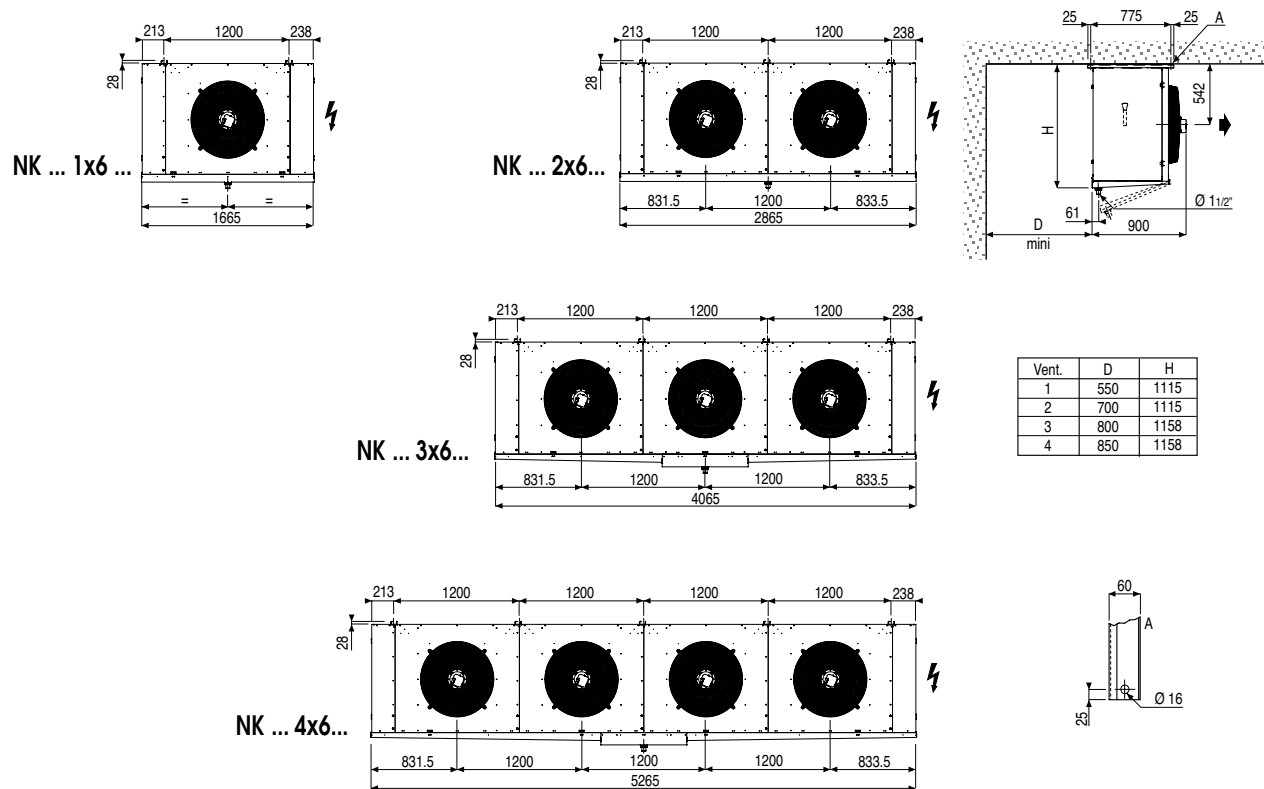 213 1200 238
28
NK ... 1x6 ...
= =
1665
213 1200 1200 238
28
NK ... 2x6...
831.5 1200 833.5
2865
25 775 25 A
542
H
Ø 1 1/2"
61
D 900
mini
213 1200 1200 1200 238
28
NK ... 3x6...
831.5 1200 1200 833.5
4065
Vent. D H
1 550 1115
2 700 1115
3 800 1158
4 850 1158
213 1200 1200 1200 1200 238
28
NK ... 4x6...
831.5 1200 1200 1200 833.5
5265
60
A
Ø 16
25